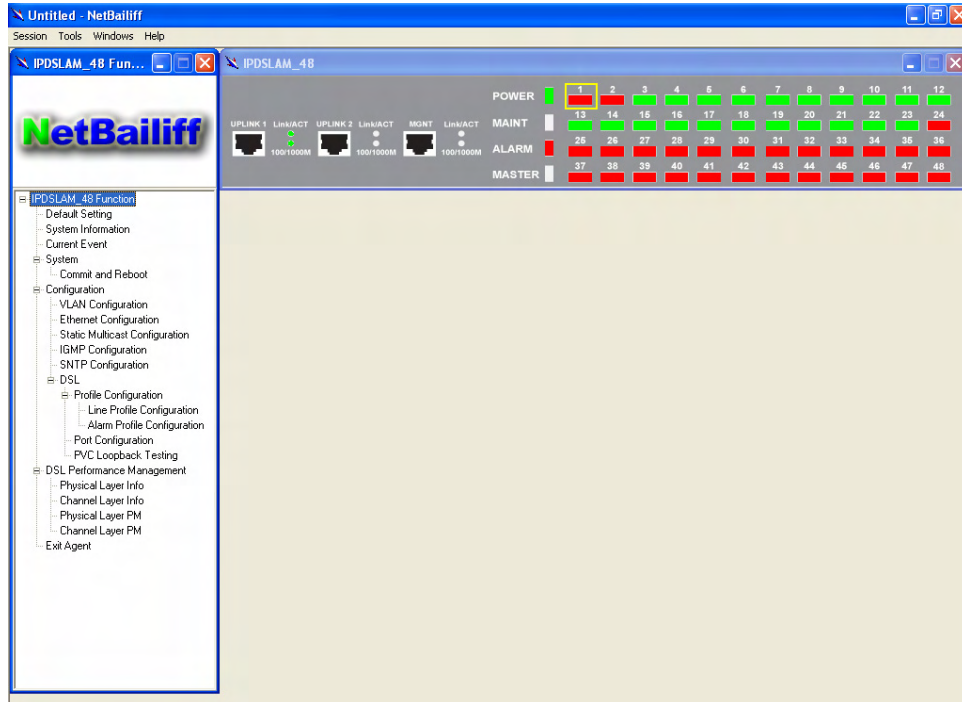 Untitled - NetBailiff
Session Tools Windows Help
IPDSLAM_48 Fun...
IPDSLAM_48
NetBailiff
UPLINK 1 Link/ACT UPLINK 2 Link/ACT MGNT Link/ACT
100/1000M 100/1000M 100/1000M
POWER
MAINT
ALARM
MASTER
1 2 3 4 5 6 7 8 9 10 11 12
13 14 15 16 17 18 19 20 21 22 23 24
25 26 27 28 29 30 31 32 33 34 35 36
37 38 39 40 41 42 43 44 45 46 47 48
IPDSLAM_48 Function
Default Setting
System Information
Current Event
System
Commit and Reboot
Configuration
VLAN Configuration
Ethernet Configuration
Static Multicast Configuration
IGMP Configuration
SNTP Configuration
DSL
Profile Configuration
Line Profile Configuration
Alarm Profile Configuration
Port Configuration
PVC Loopback Testing
DSL Performance Management
Physical Layer Info
Channel Layer Info
Physical Layer PM
Channel Layer PM
Exit Agent